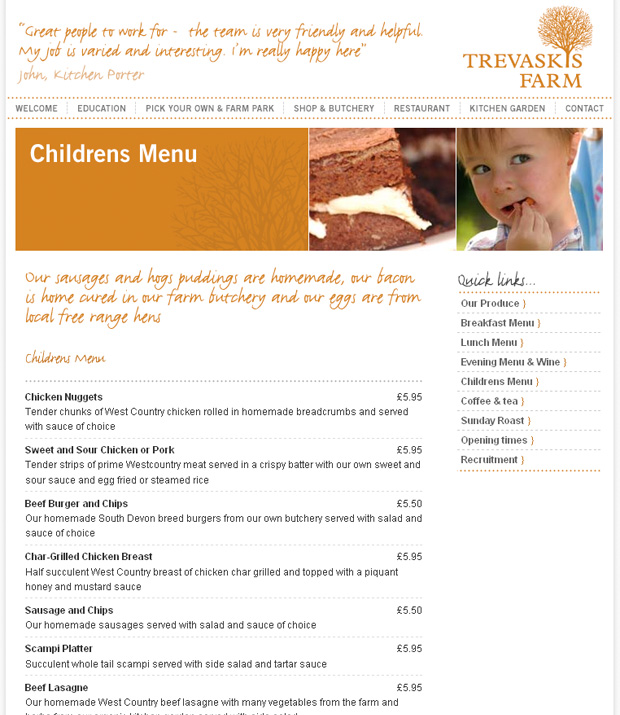 “Great people to work for - the team is very friendly and helpful.
My job is varied and interesting. I'm really happy here”
John, Kitchen Porter
TREVASKIS
FARM
WELCOME EDUCATION PICK YOUR OWN & FARM PARK SHOP & BUTCHERY RESTAURANT KITCHEN GARDEN CONTACT
Childrens Menu
Our sausages and hogs puddings are homemade, our bacon
is home cured in our farm butchery and our eggs are from
local free range hens
Childrens Menu
Chicken Nuggets £5.95
Tender chunks of West Country chicken rolled in homemade breadcrumbs and served
with sauce of choice
Sweet and Sour Chicken or Pork £5.95
Tender strips of prime Westcountry meat served in a crispy batter with our own sweet and
sour sauce and egg fried or steamed rice
Beef Burger and Chips £5.50
Our homemade South Devon breed burgers from our own butchery served with salad and
sauce of choice
Char-Grilled Chicken Breast £5.95
Half succulent West Country breast of chicken char grilled and topped with a piquant
honey and mustard sauce
Sausage and Chips £5.50
Our homemade sausages served with salad and sauce of choice
Scampi Platter £5.95
Succulent whole tail scampi served with side salad and tartar sauce
Beef Lasagne £5.95
Our homemade West Country beef lasagne with many vegetables from the farm and
Quick links...
Our Produce }
Breakfast Menu }
Lunch Menu }
Evening Menu & Wine }
Childrens Menu }
Coffee & tea }
Sunday Roast }
Opening times }
Recruitment }